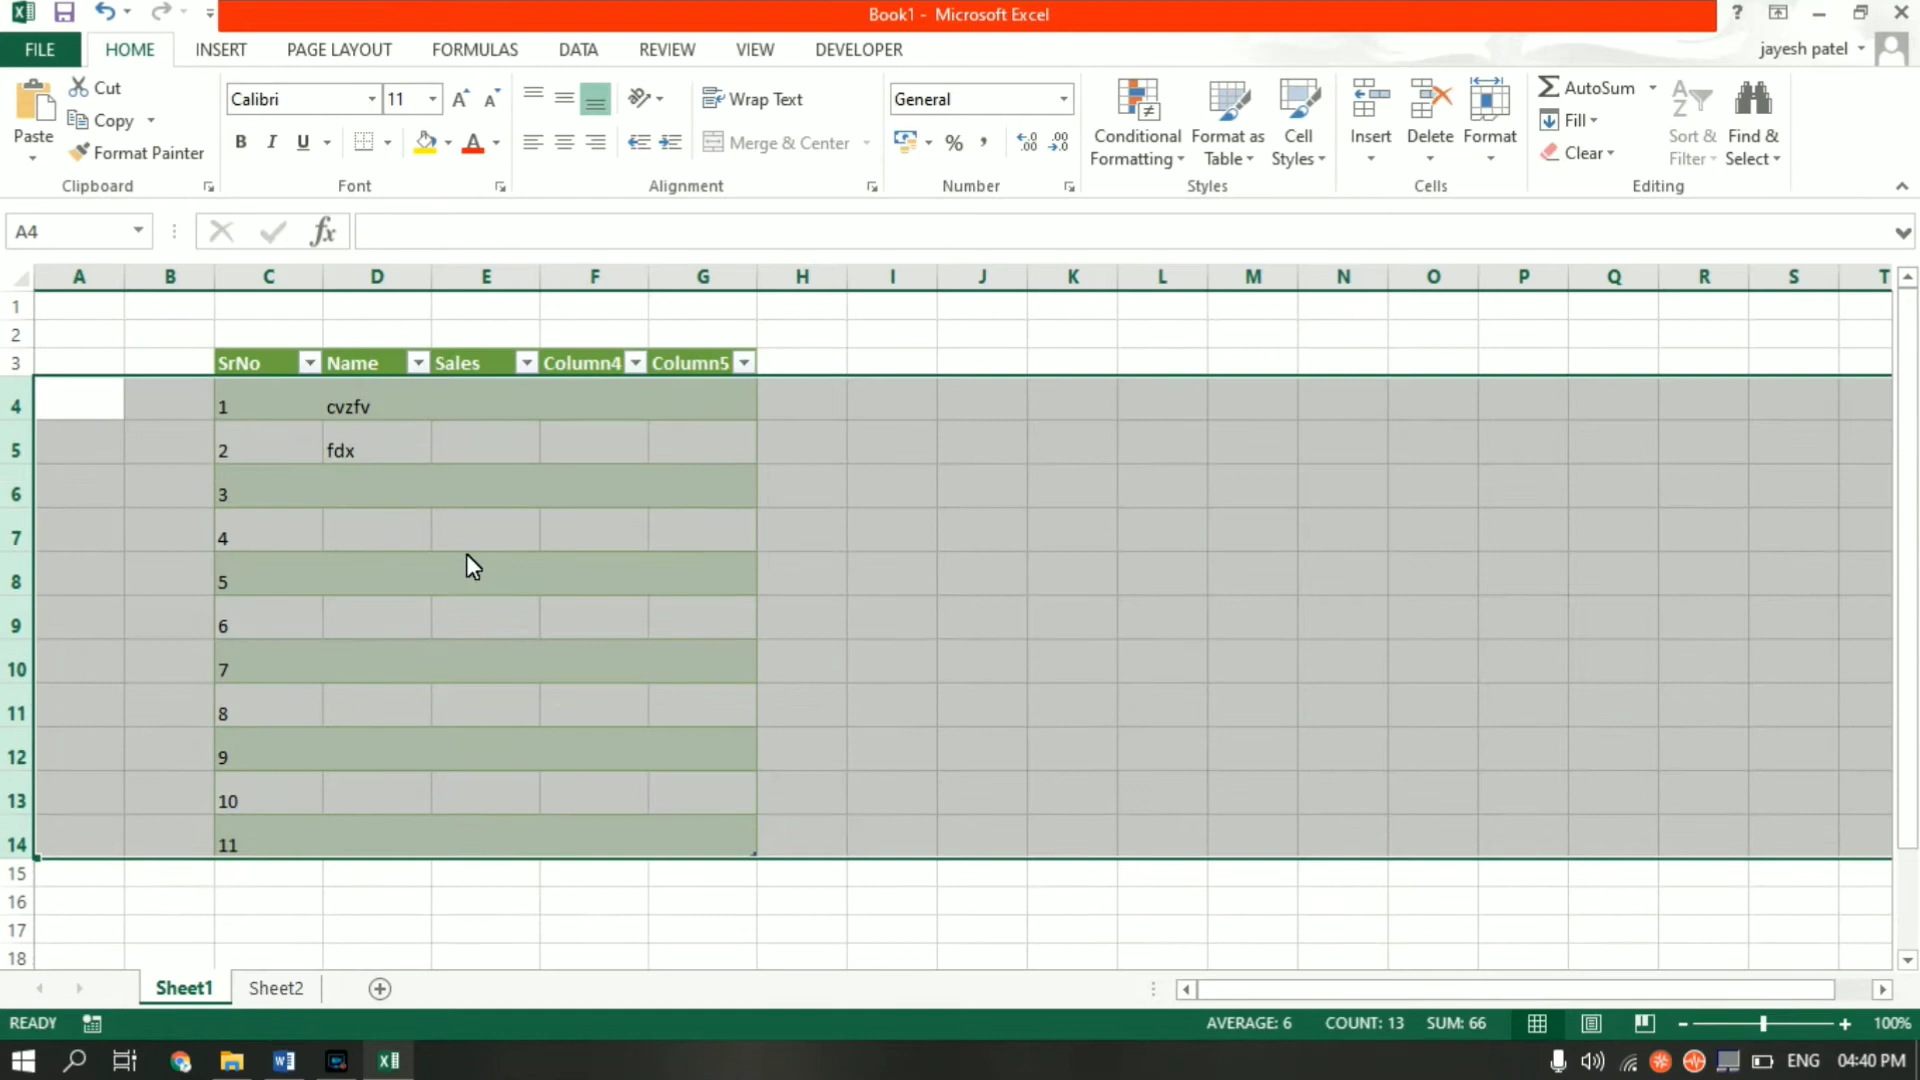 Book1 - Microsoft Excel
?
FILE HOME INSERT PAGE LAYOUT FORMULAS DATA REVIEW VIEW DEVELOPER jayesh patel
Paste
Cut
Copy
Format Painter
Clipboard
Calibri 11 A A
B I U A
Font
Wrap Text
Merge & Center
Alignment
General
% , .0 .00 .00 .0
Number
Conditional Formatting
Format as Table
Cell Styles
Styles
Insert Delete Format
Cells
AutoSum
Fill
Clear
Sort & Filter
Find & Select
Editing
A4 fx
A B C D E F G H I J K L M N O P Q R S T
1
2
3 SrNo Name Sales Column4 Column5
4 1 cvzfv
5 2 fdx
6 3
7 4
8 5
9 6
10 7
11 8
12 9
13 10
14 11
15
16
17
18
Sheet1 Sheet2
READY AVERAGE: 6 COUNT: 13 SUM: 66 100%
ENG 04:40 PM